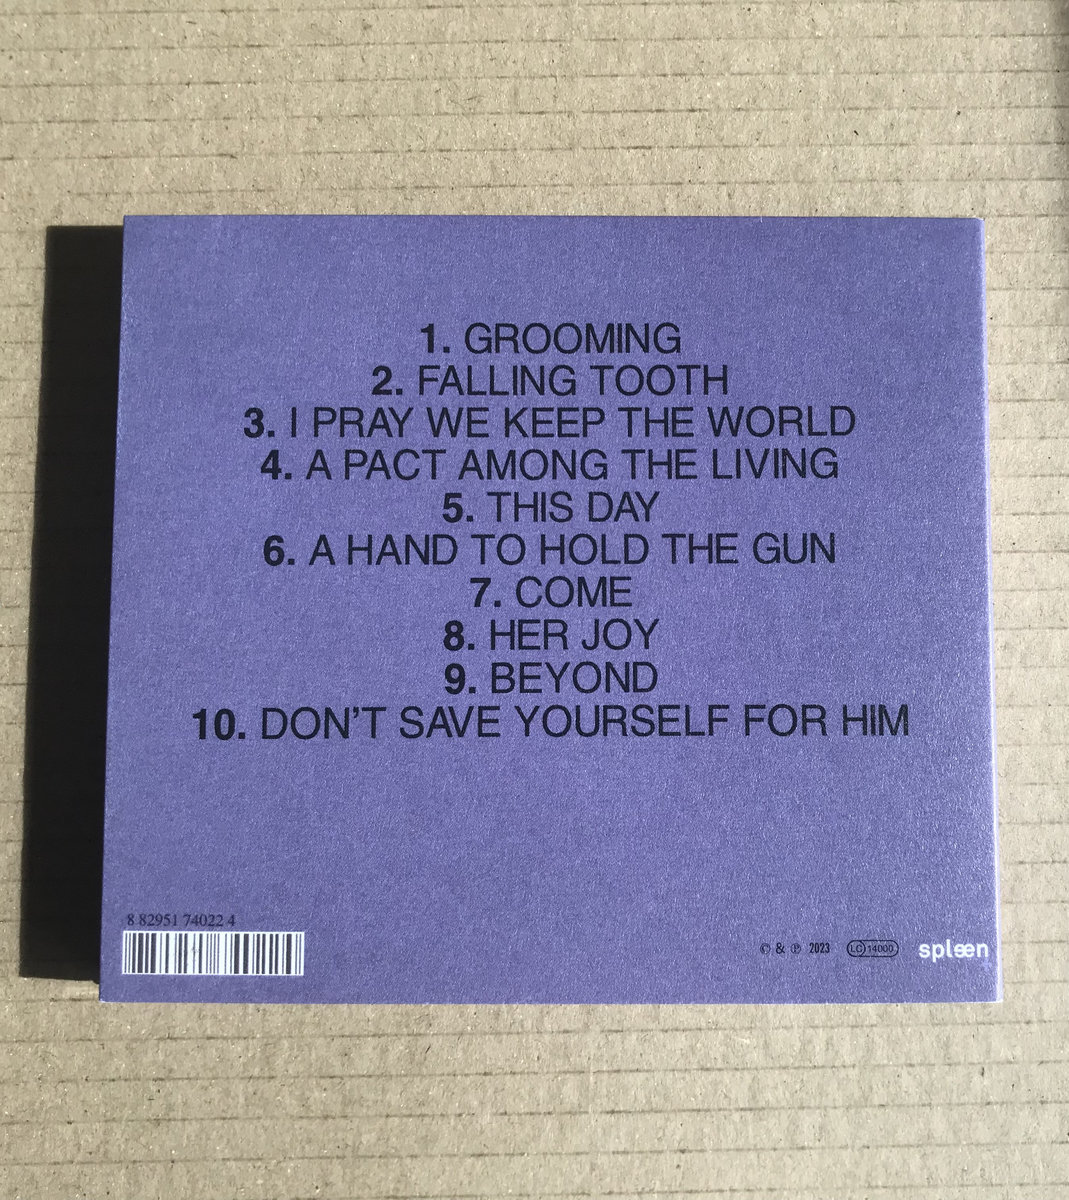 1. GROOMING
2. FALLING TOOTH
3. I PRAY WE KEEP THE WORLD
4. A PACT AMONG THE LIVING
5. THIS DAY
6. A HAND TO HOLD THE GUN
7. COME
8. HER JOY
9. BEYOND
10. DON’T SAVE YOURSELF FOR HIM
8 82951 74022 4
© & ℗ 2023 LC 14000 spleen